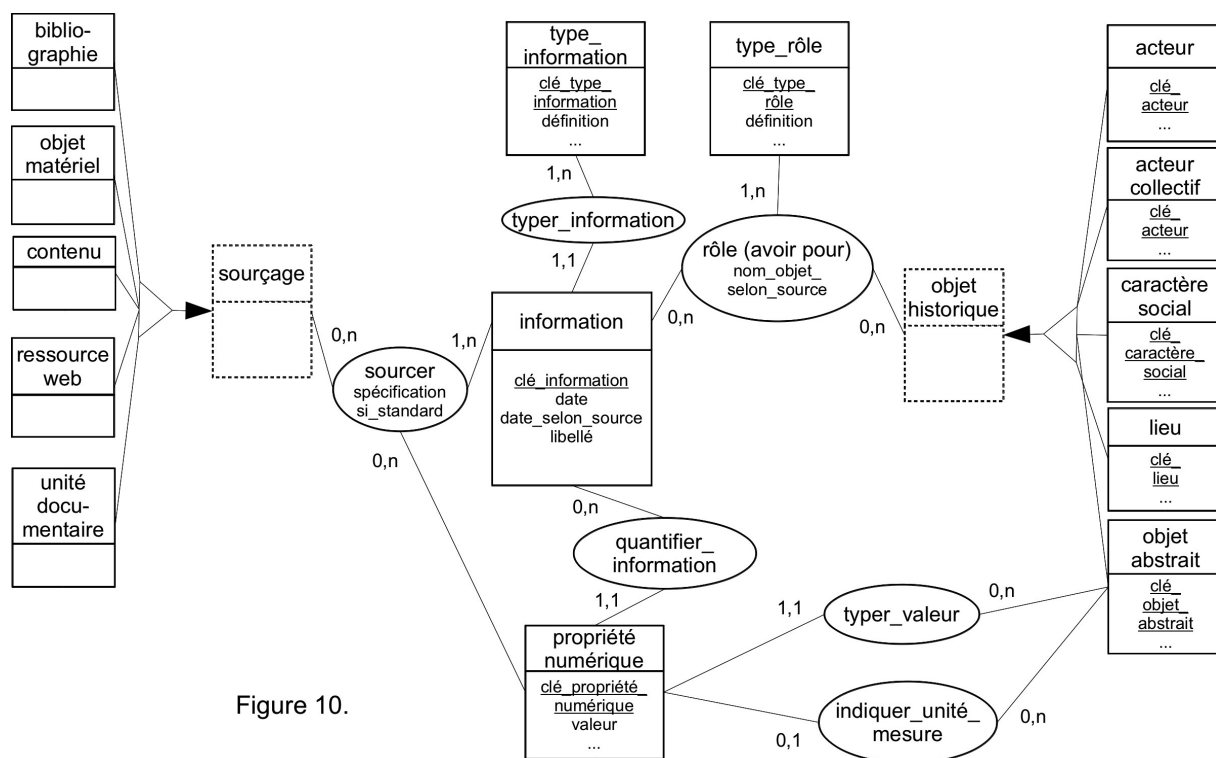 biblio-
graphie
objet
matériel
contenu
ressource
web
unité
docu-
mentaire
sourçage
type_
information
clé_type_
information
définition
...
type_rôle
clé_type_
rôle
définition
...
1,n
1,n
typer_information
1,1
rôle (avoir pour)
nom_objet_
selon_source
0,n
0,n
information
clé_information
date
date_selon_source
libellé
0,n
1,n
sourcer
spécification
si_standard
0,n
0,n
quantifier_
information
1,1
propriété
numérique
clé_propriété_
numérique
valeur
...
1,1
typer_valeur
0,n
0,1
indiquer_unité_
mesure
0,n
objet
historique
acteur
clé_
acteur
...
acteur
collectif
clé_
acteur
...
caractère
social
clé_
caractère_
social
...
lieu
clé_
lieu
...
objet
abstrait
clé_
objet_
abstrait
...
Figure 10.